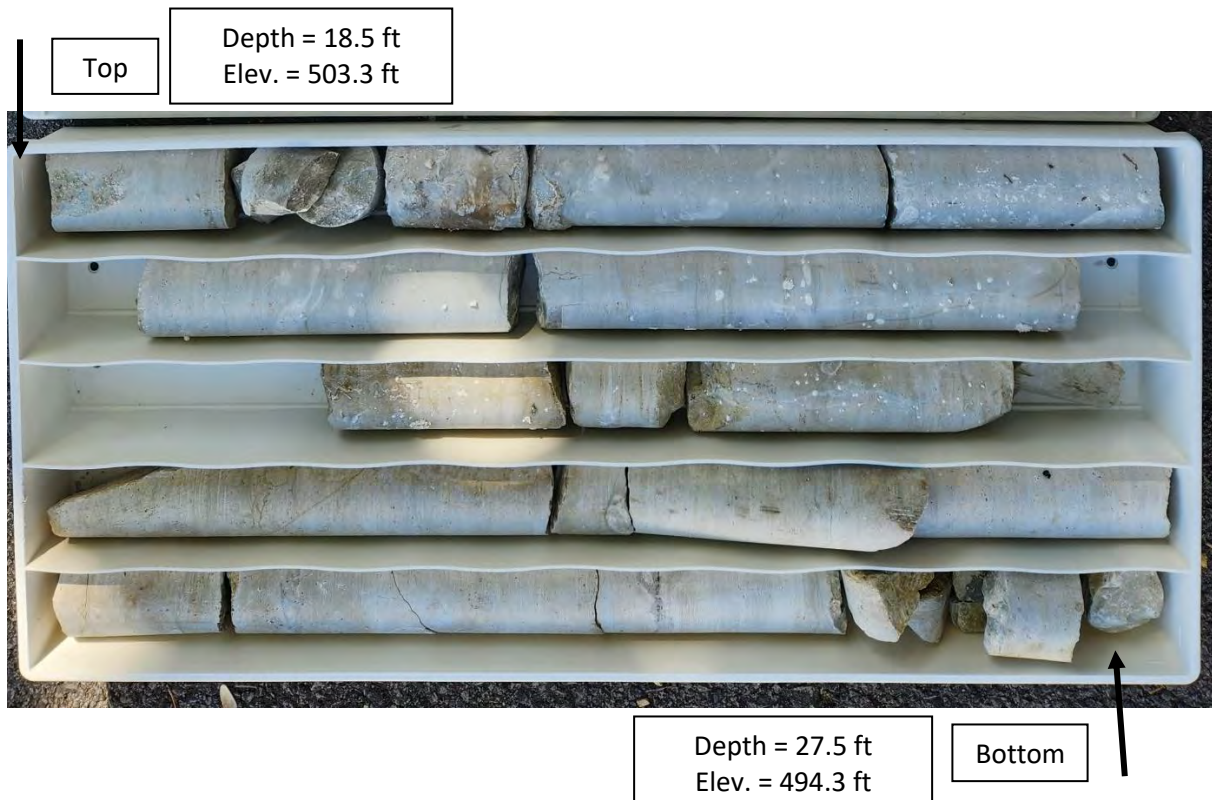 Top
Depth = 18.5 ft
Elev. = 503.3 ft
Depth = 27.5 ft
Elev. = 494.3 ft
Bottom